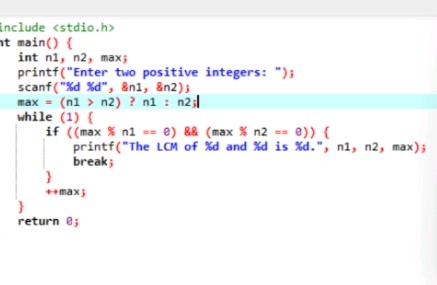 include <stdio.h>
nt main() {
int n1, n2, max;
printf("Enter two positive integers: ");
scanf("%d %d", &n1, &n2);
max = (n1 > n2) ? n1 : n2;
while (1) {
if ((max % n1 == 0) && (max % n2 == 0)) {
printf("The LCM of %d and %d is %d.", n1, n2, max);
break;
}
++max;
}
return 0;